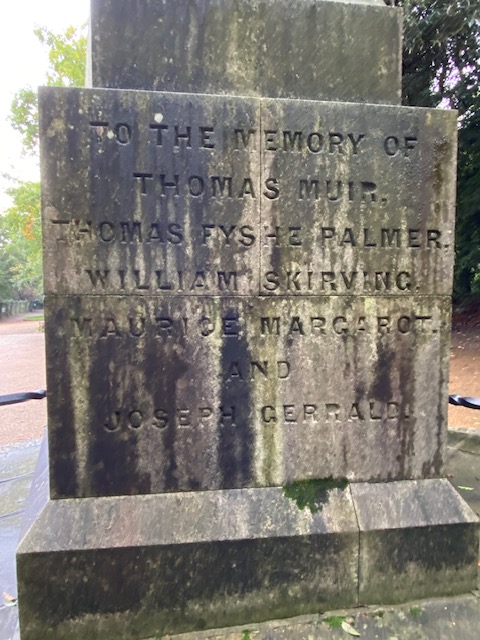 TO THE MEMORY OF
THOMAS MUIR.
THOMAS FYSHE PALMER.
WILLIAM SKIRVING.
MAURICE MARGAROT.
AND
JOSEPH GERRALD.